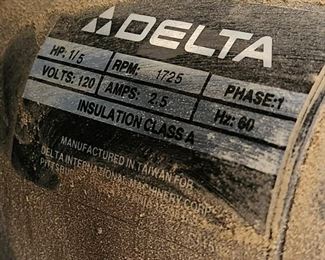 DELTA
HP: 1/5 RPM: 1725 PHASE: 1
VOLTS: 120 AMPS: 2.5 Hz: 60
INSULATION CLASS A
MANUFACTURED IN TAIWAN FOR
DELTA INTERNATIONAL MACHINERY CORP.